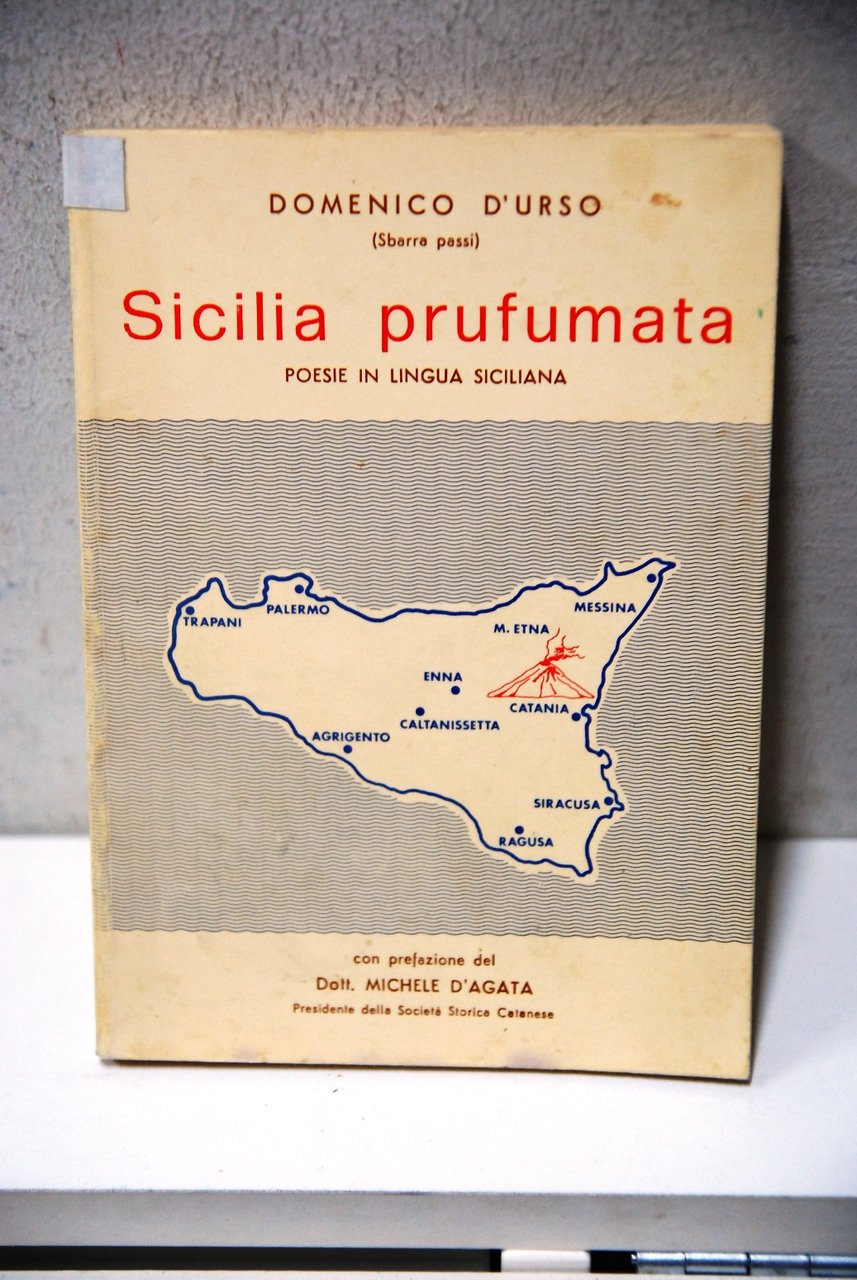 DOMENICO D'URSO
(Sbarra passi)
Sicilia prufumata
POESIE IN LINGUA SICILIANA
MESSINA
PALERMO
TRAPANI
M. ETNA
ENNA
CATANIA
CALTANISSETTA
AGRIGENTO
SIRACUSA
RAGUSA
con prefazione del
Dott. MICHELE D'AGATA
Presidente della Società Storica Catanese